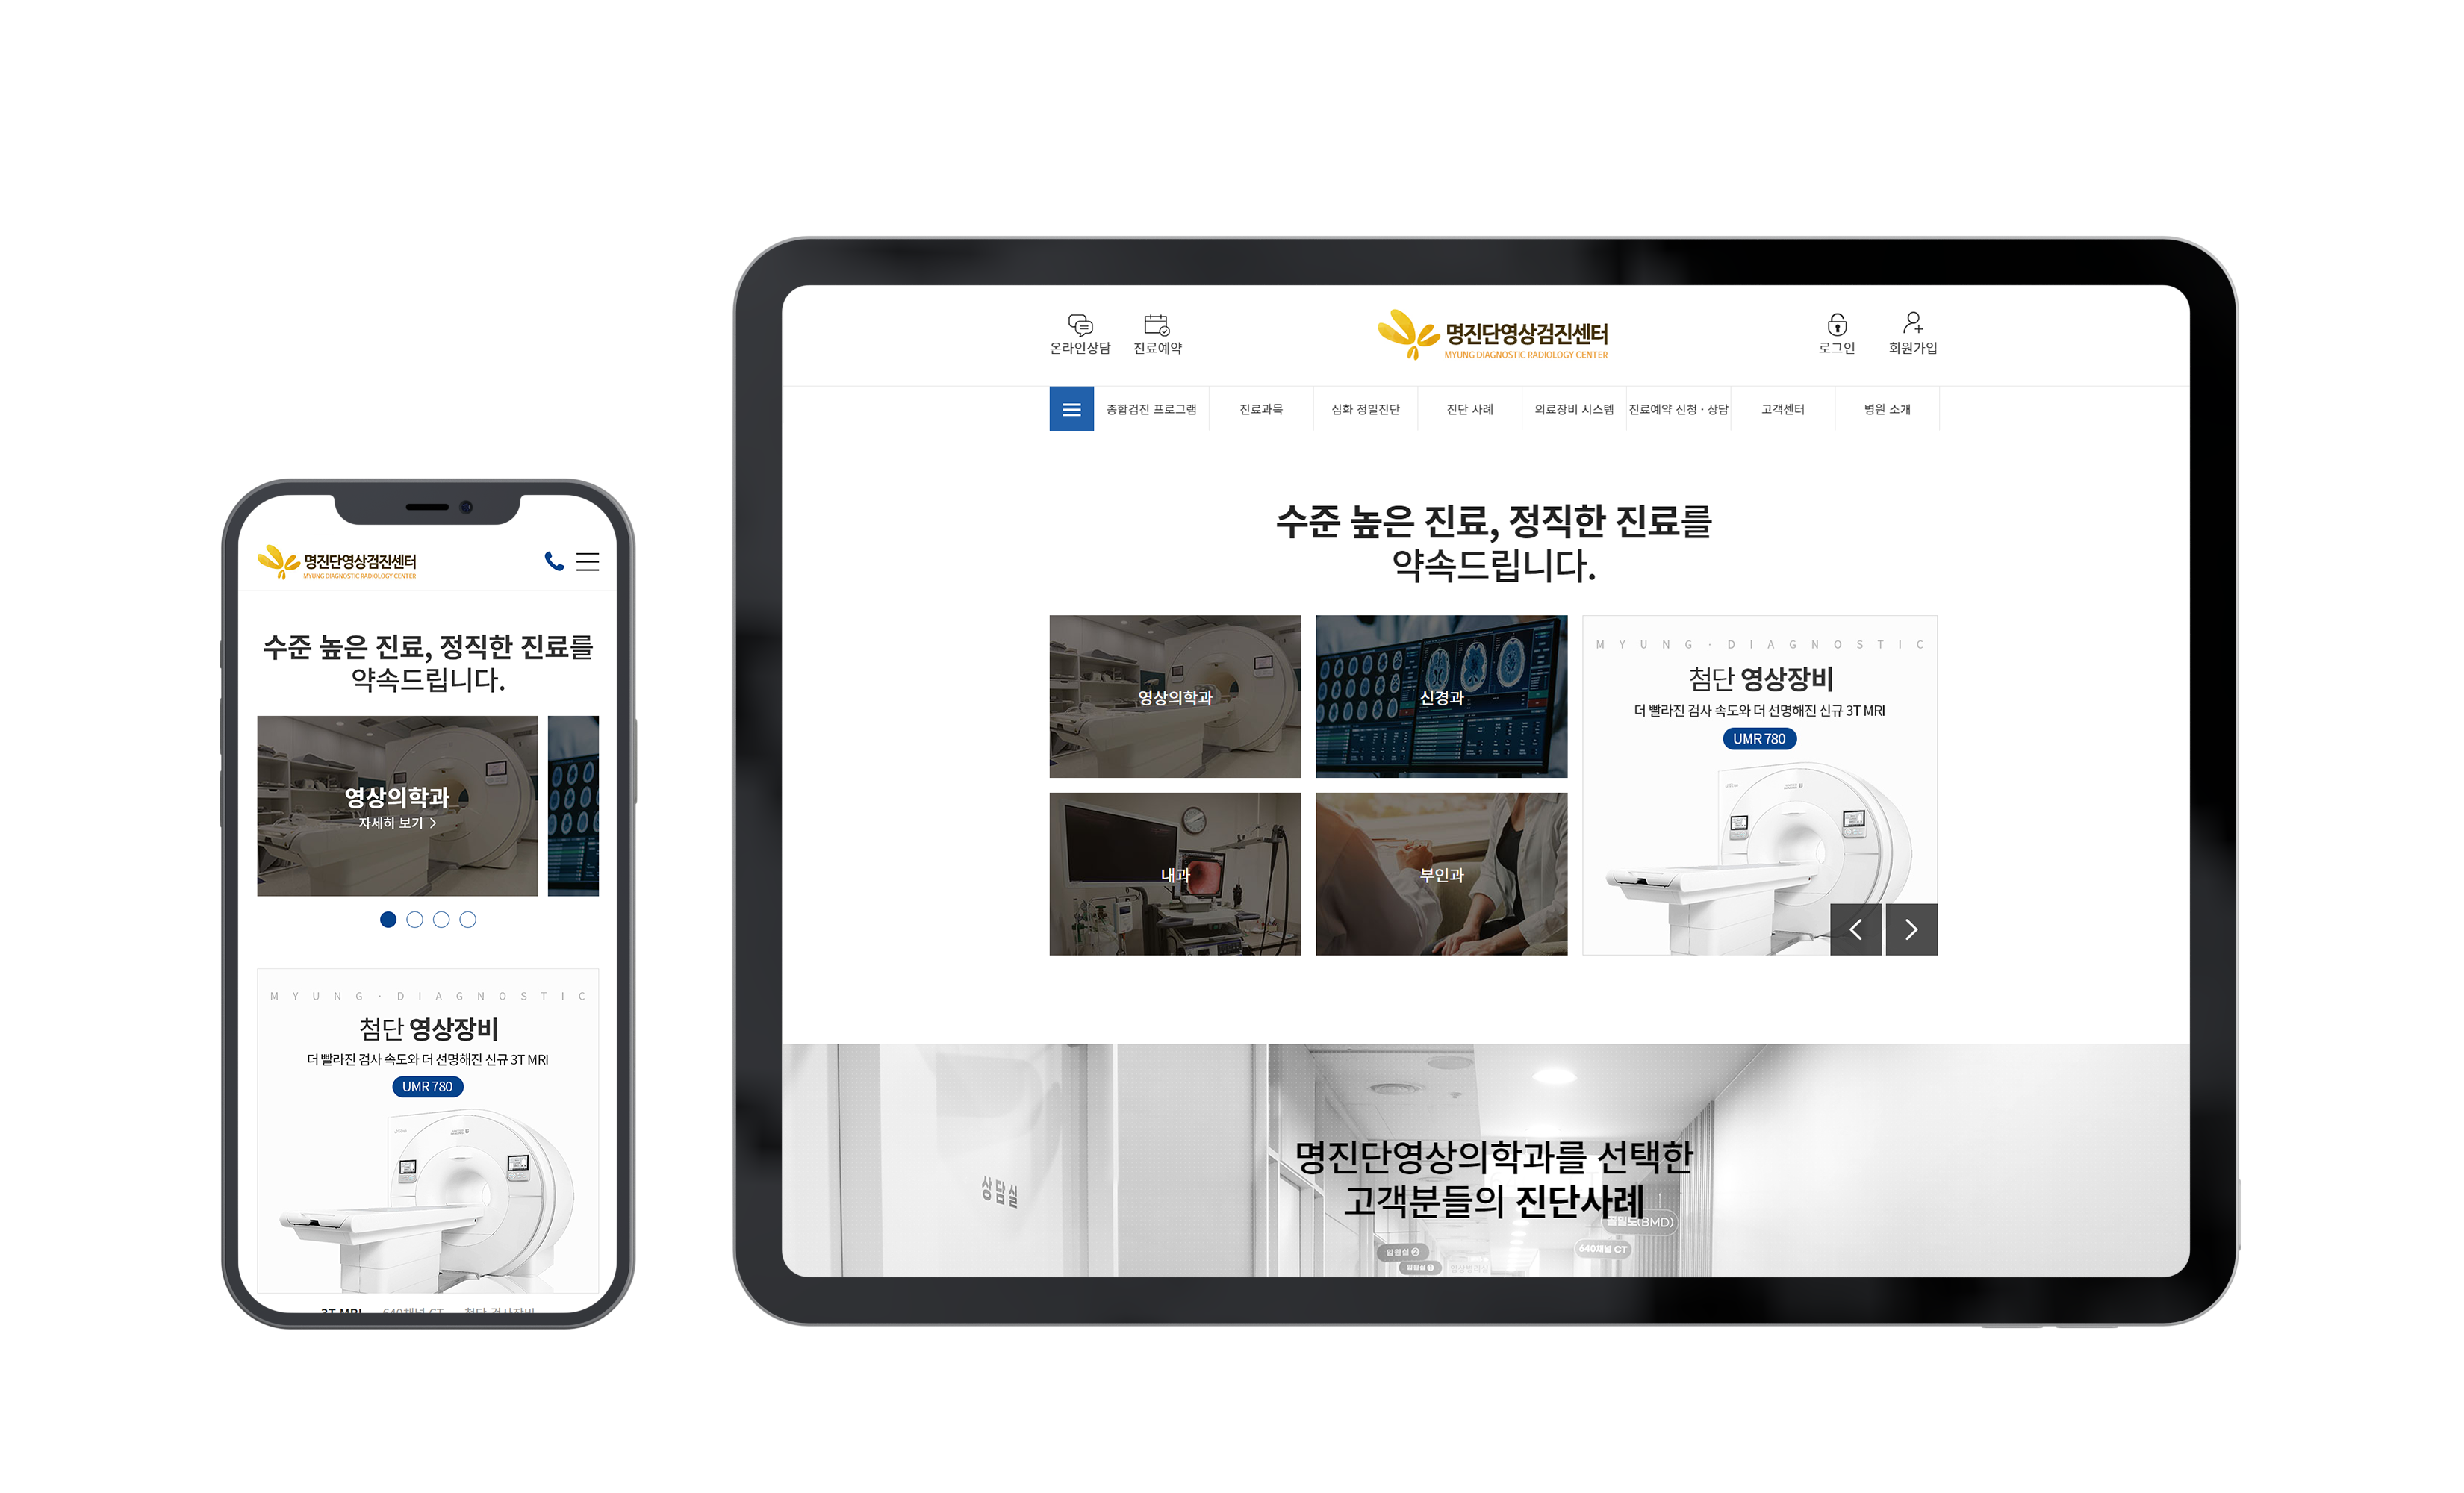 명진단영상검진센터
MYUNG DIAGNOSTIC RADIOLOGY CENTER
수준 높은 진료, 정직한 진료를
약속드립니다.
영상의학과
자세히 보기
MYUNG·DIAGNOSTIC
첨단 영상장비
더 빨라진 검사 속도와 더 선명해진 신규 3T MRI
UMR 780
3T MRI 640채널 CT 첨단 검사장비
온라인상담 진료예약
명진단영상검진센터
MYUNG DIAGNOSTIC RADIOLOGY CENTER
로그인 회원가입
종합검진 프로그램 진료과목 심화 정밀진단 진단 사례 의료장비 시스템 진료예약 신청 · 상담 고객센터 병원 소개
수준 높은 진료, 정직한 진료를
약속드립니다.
영상의학과
신경과
내과
부인과
MYUNG·DIAGNOSTIC
첨단 영상장비
더 빨라진 검사 속도와 더 선명해진 신규 3T MRI
UMR 780
명진단영상의학과를 선택한
고객분들의 진단사례
상담실
골밀도(BMD)
640채널 CT